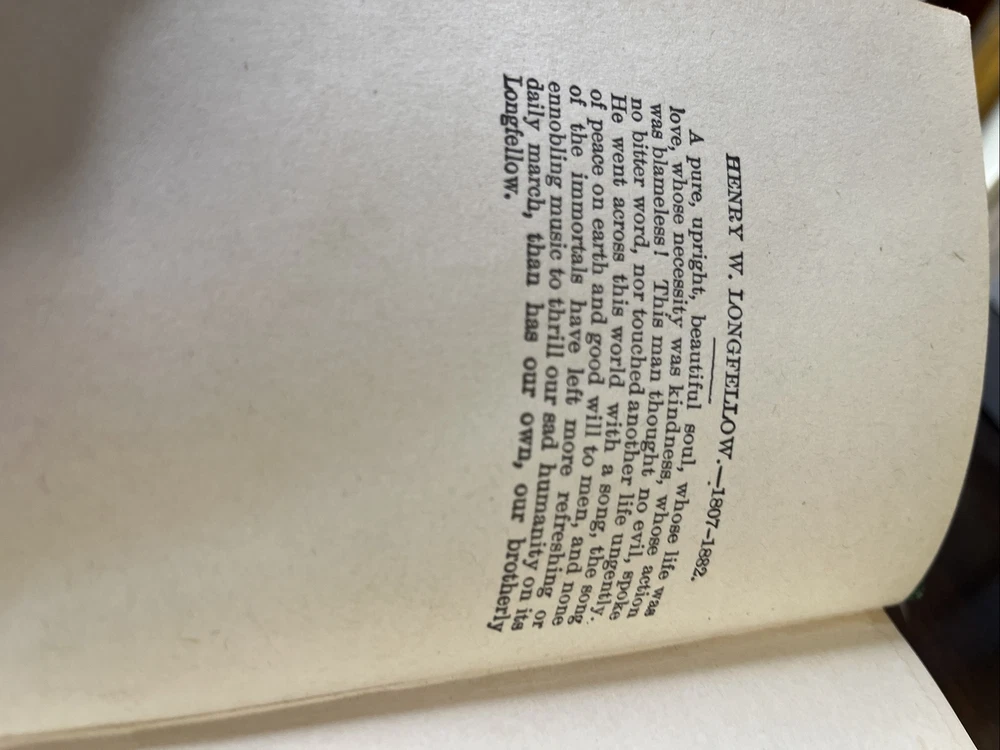 HENRY W. LONGFELLOW.—1807–1882.
A pure, upright, beautiful soul, whose life was
love, whose necessity was kindness, whose action
was blameless! This man thought no evil, spoke
no bitter word, nor touched another life ungently.
He went across this world with a song, the song
of peace on earth and good will to men, and none
of the immortals have left more refreshing or
ennobling music to thrill our sad humanity on its
daily march, than has our own, our brotherly
Longfellow.